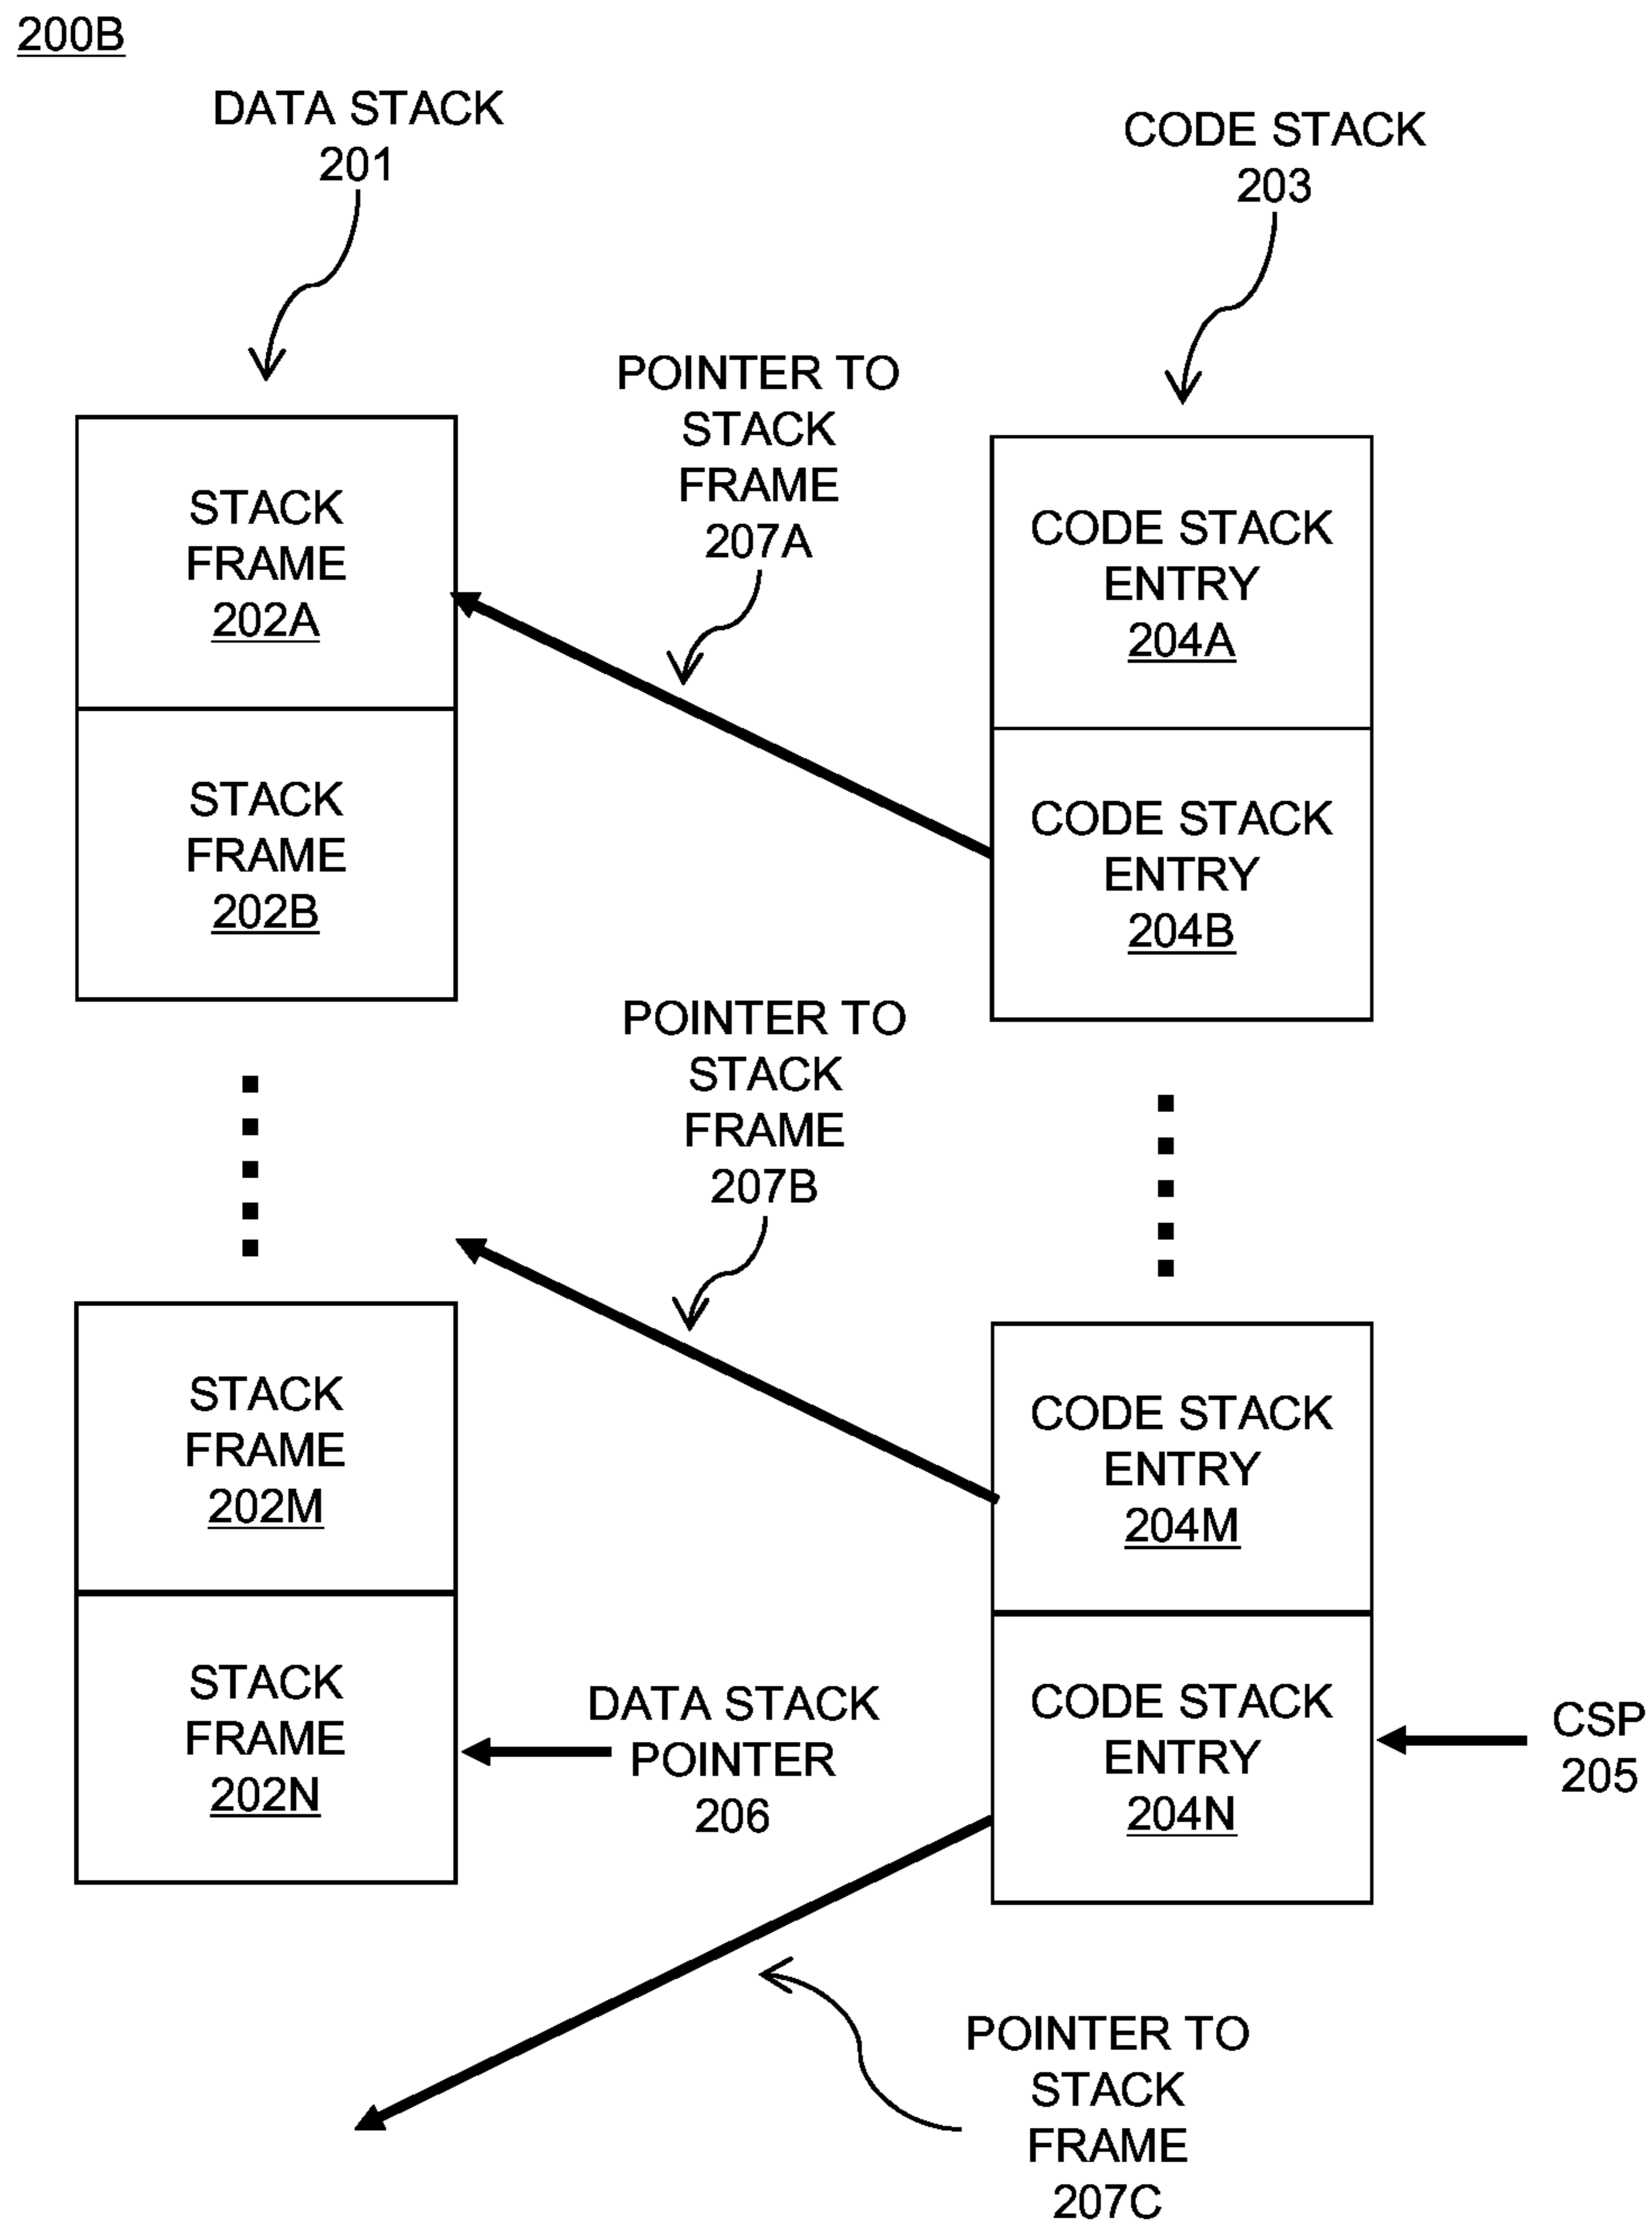 200B
DATA STACK
201
CODE STACK
203
POINTER TO
STACK
FRAME
207A
STACK
FRAME
202A
CODE STACK
ENTRY
204A
STACK
FRAME
202B
CODE STACK
ENTRY
204B
POINTER TO
STACK
FRAME
207B
STACK
FRAME
202M
CODE STACK
ENTRY
204M
STACK
FRAME
202N
DATA STACK
POINTER
206
CODE STACK
ENTRY
204N
CSP
205
POINTER TO
STACK
FRAME
207C